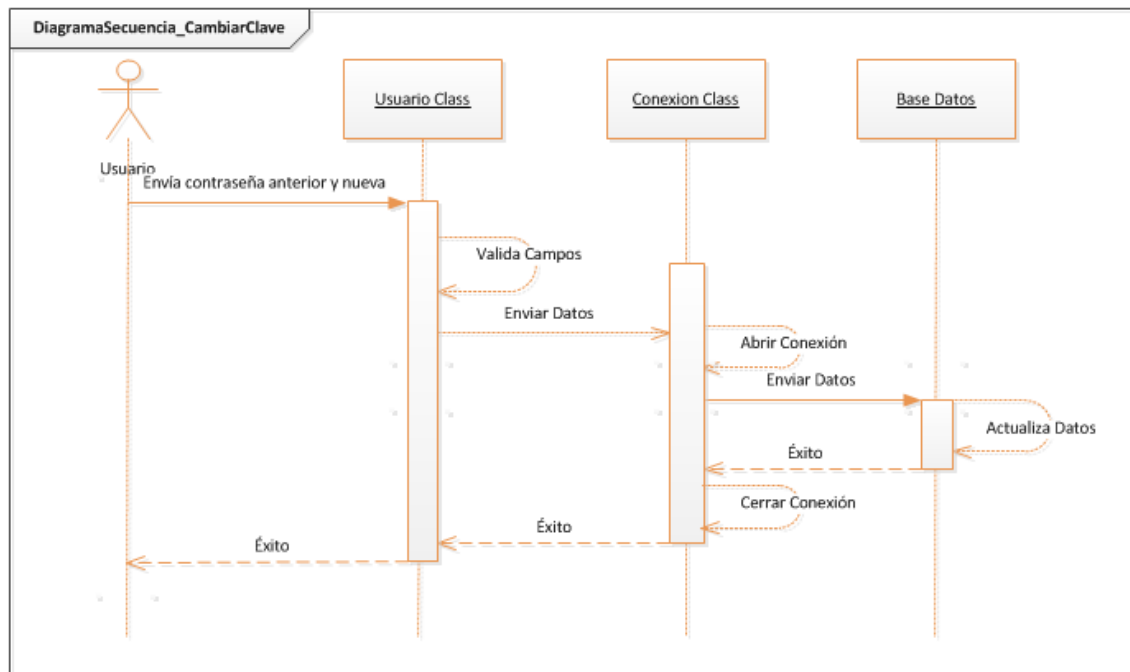 DiagramaSecuencia_CambiarClave
Usuario Class
Conexion Class
Base Datos
Usuario
Envía contraseña anterior y nueva
Valida Campos
Enviar Datos
Abrir Conexión
Enviar Datos
Actualiza Datos
Éxito
Cerrar Conexión
Éxito
Éxito